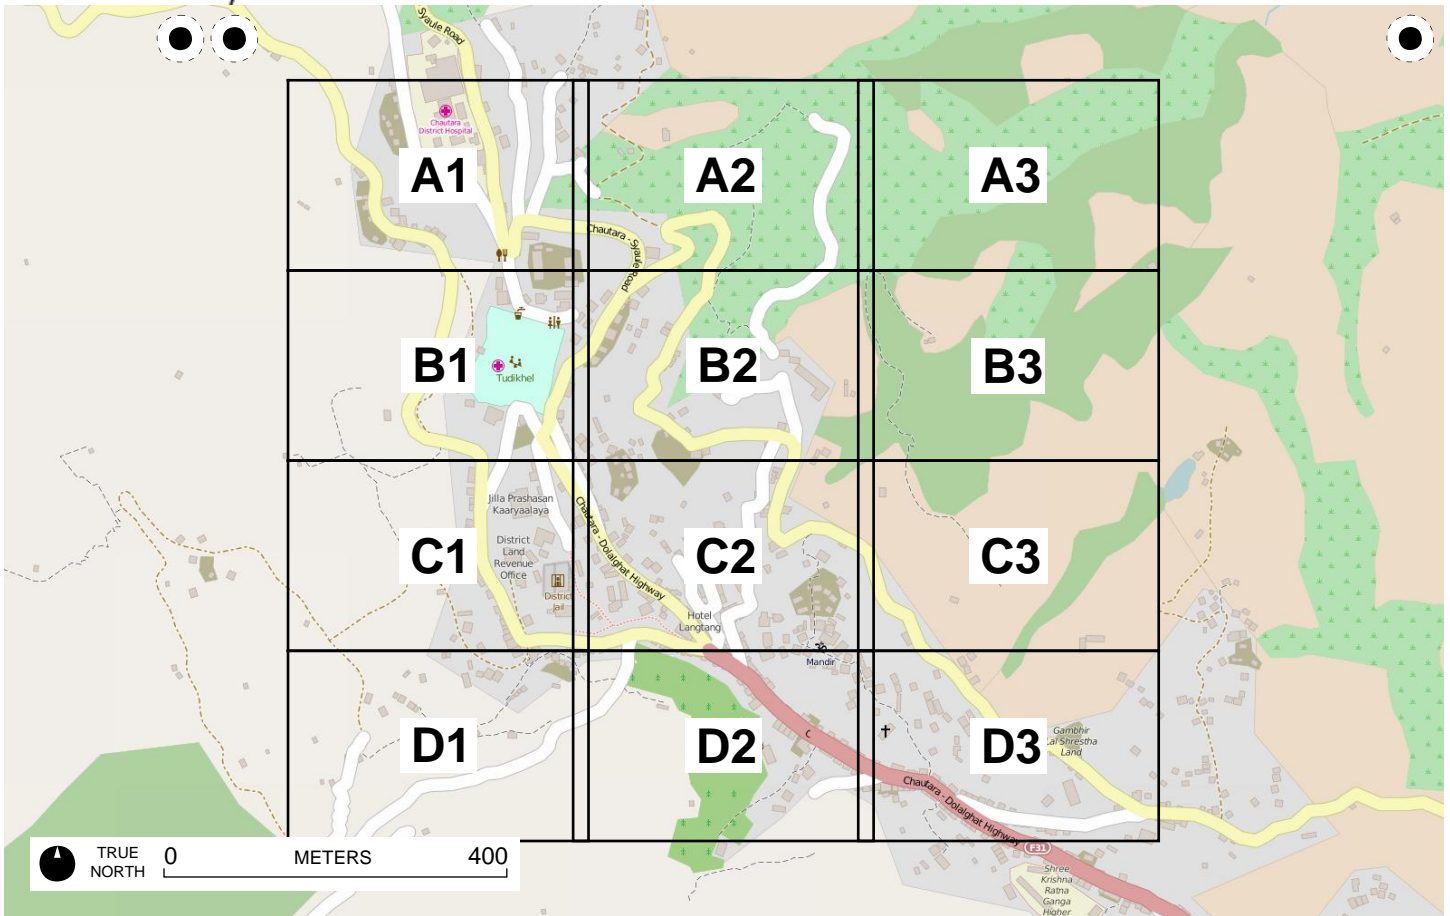 Syaule Road
Chautara
District Hospital
A1
A2
A3
Chautara - Syaule Road
B1
B2
B3
Tudikhel
Jilla Prashasan
Kaaryaalaya
District
Land
Revenue
Office
District
Jail
Chautara - Dolalghat Highway
C1
C2
C3
Hotel
Langtang
Mandir
D1
D2
D3
Gambhir
Lal Shrestha
Land
Chautara - Dolalghat Highway
F31
Shree
Krishna
Ratna
Ganga
Higher
TRUE
NORTH
0 METERS 400